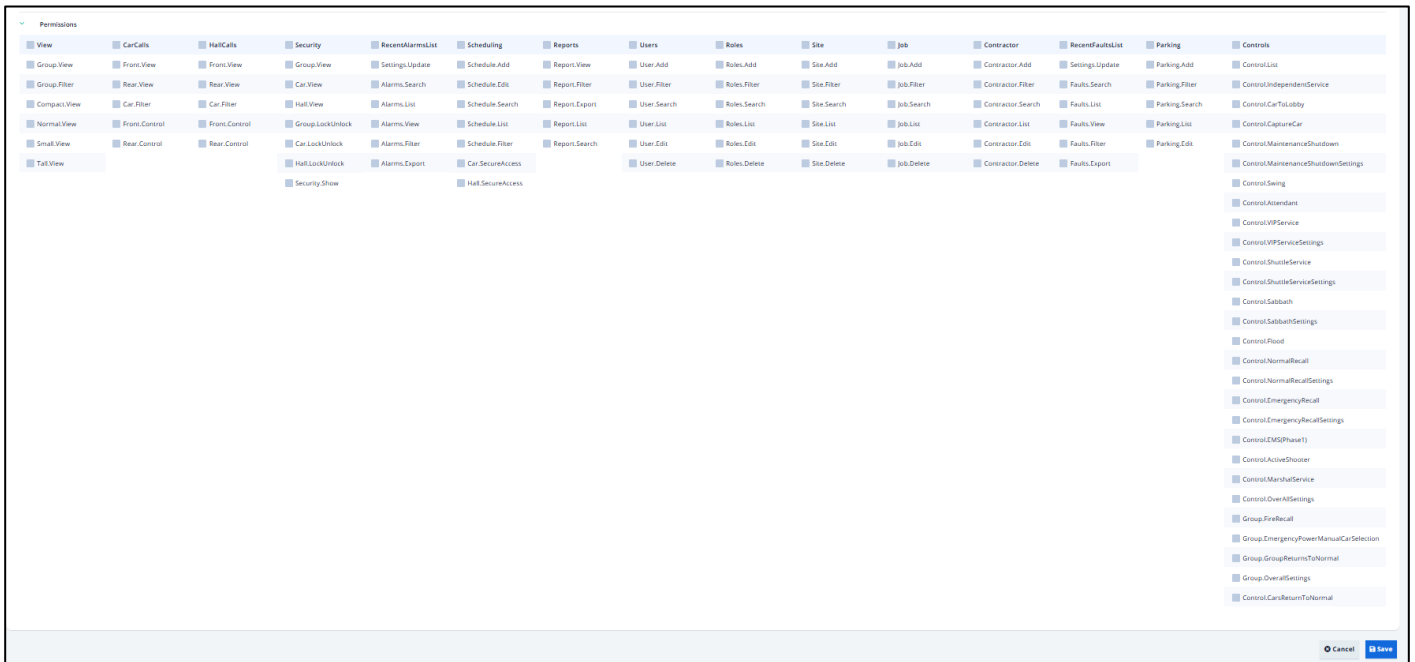 Permissions
View CarCalls HallCalls Security RecentAlarmsList Scheduling Reports Users Roles Site Job Contractor RecentFaultsList Parking Controls
Group.View Front.View Front.View Group.View Settings.Update Schedule.Add Report.View User.Add Roles.Add Site.Add Job.Add Contractor.Add Settings.Update Parking.Add Control.List
Group.Filter Rear.View Rear.View Car.View Alarms.Search Schedule.Edit Report.Filter User.Filter Roles.Filter Site.Filter Job.Filter Contractor.Filter Faults.Search Parking.Filter Control.IndependentService
Compact.View Car.Filter Car.Filter Hall.View Alarms.List Schedule.Search Report.Export User.Search Roles.Search Site.Search Job.Search Contractor.Search Faults.List Parking.Search Control.CarToLobby
Normal.View Front.Control Front.Control Group.LockUnlock Alarms.View Schedule.List Report.List User.List Roles.List Site.List Job.List Contractor.List Faults.View Parking.List Control.CaptureCar
Small.View Rear.Control Rear.Control Car.LockUnlock Alarms.Filter Schedule.Filter Report.Search User.Edit Roles.Edit Site.Edit Job.Edit Contractor.Edit Faults.Filter Parking.Edit Control.MaintenanceShutdown
Tall.View Hall.LockUnlock Alarms.Export Car.SecureAccess User.Delete Roles.Delete Site.Delete Job.Delete Contractor.Delete Faults.Export Control.MaintenanceShutdownSettings
Security.Show Hall.SecureAccess Control.Swing
Control.Attendant
Control.VIPService
Control.VIPServiceSettings
Control.ShuttleService
Control.ShuttleServiceSettings
Control.Sabbath
Control.SabbathSettings
Control.Flood
Control.NormalRecall
Control.NormalRecallSettings
Control.EmergencyRecall
Control.EmergencyRecallSettings
Control.EMS(Phase1)
Control.ActiveShooter
Control.MarshalService
Control.OverAllSettings
Group.FireRecall
Group.EmergencyPowerManualCarSelection
Group.GroupReturnsToNormal
Group.OverallSettings
Control.CarsReturnToNormal
Cancel Save